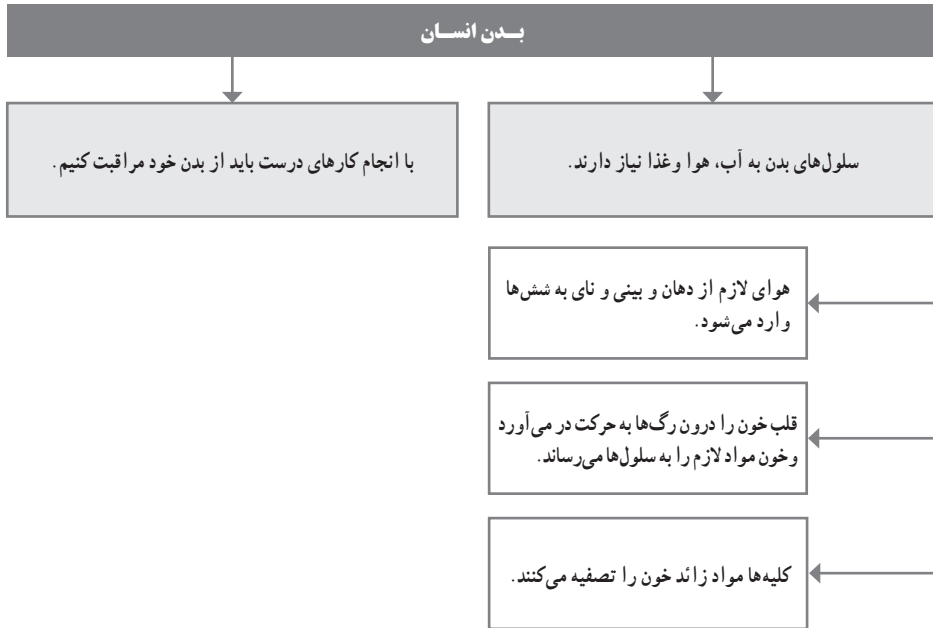 بــدن انســان
سلول‌های بدن به آب، هوا وغذا نیاز دارند.
با انجام کارهای درست باید از بدن خود مراقبت کنیم.
هوای لازم از دهان و بینی و نای به شش‌ها
وارد می‌شود.
قلب خون را درون رگ‌ها به حرکت در می‌آورد
وخون مواد لازم را به سلول‌ها می‌رساند.
کلیه‌ها مواد زائد خون را تصفیه می‌کنند.